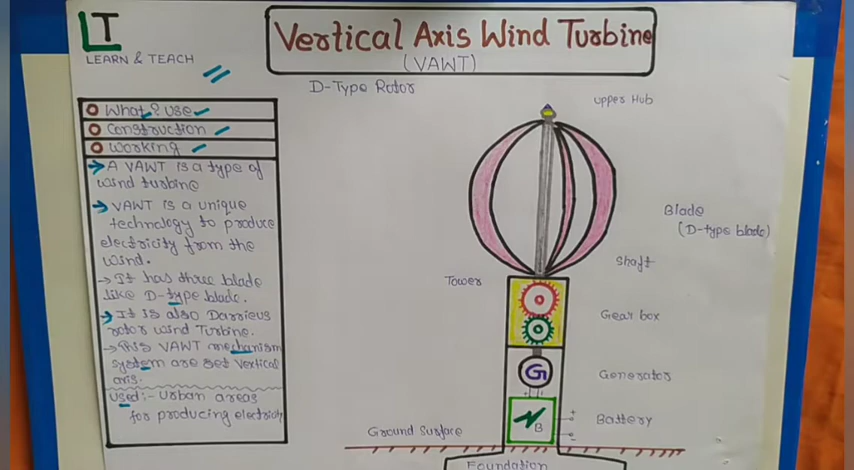 LT
LEARN & TEACH
Vertical Axis Wind Turbine
(VAWT)
D-Type Rotor
What? use
Construction
Working
→ A VAWT is a type of
wind turbine
→ VAWT is a unique
technology to produce
electricity from the
wind.
→ It has three blade
like D-type blade.
→ It is also Darrieus
rotor wind Turbine.
→ This VAWT mechanism
system are set vertical
axis.
used:- Urban areas
for producing electricity
upper Hub
Blade
(D-type blade)
Shaft
Tower
Gear box
G
Generator
+ -
N B
Battery
+
-
Ground Surface
Foundation